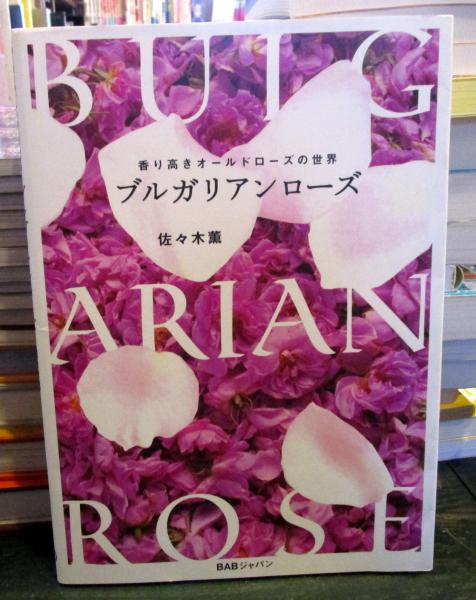 BULG
香り高きオールドローズの世界
ブルガリアンローズ
佐々木薫
ARIAN
ROSE
BABジャパン